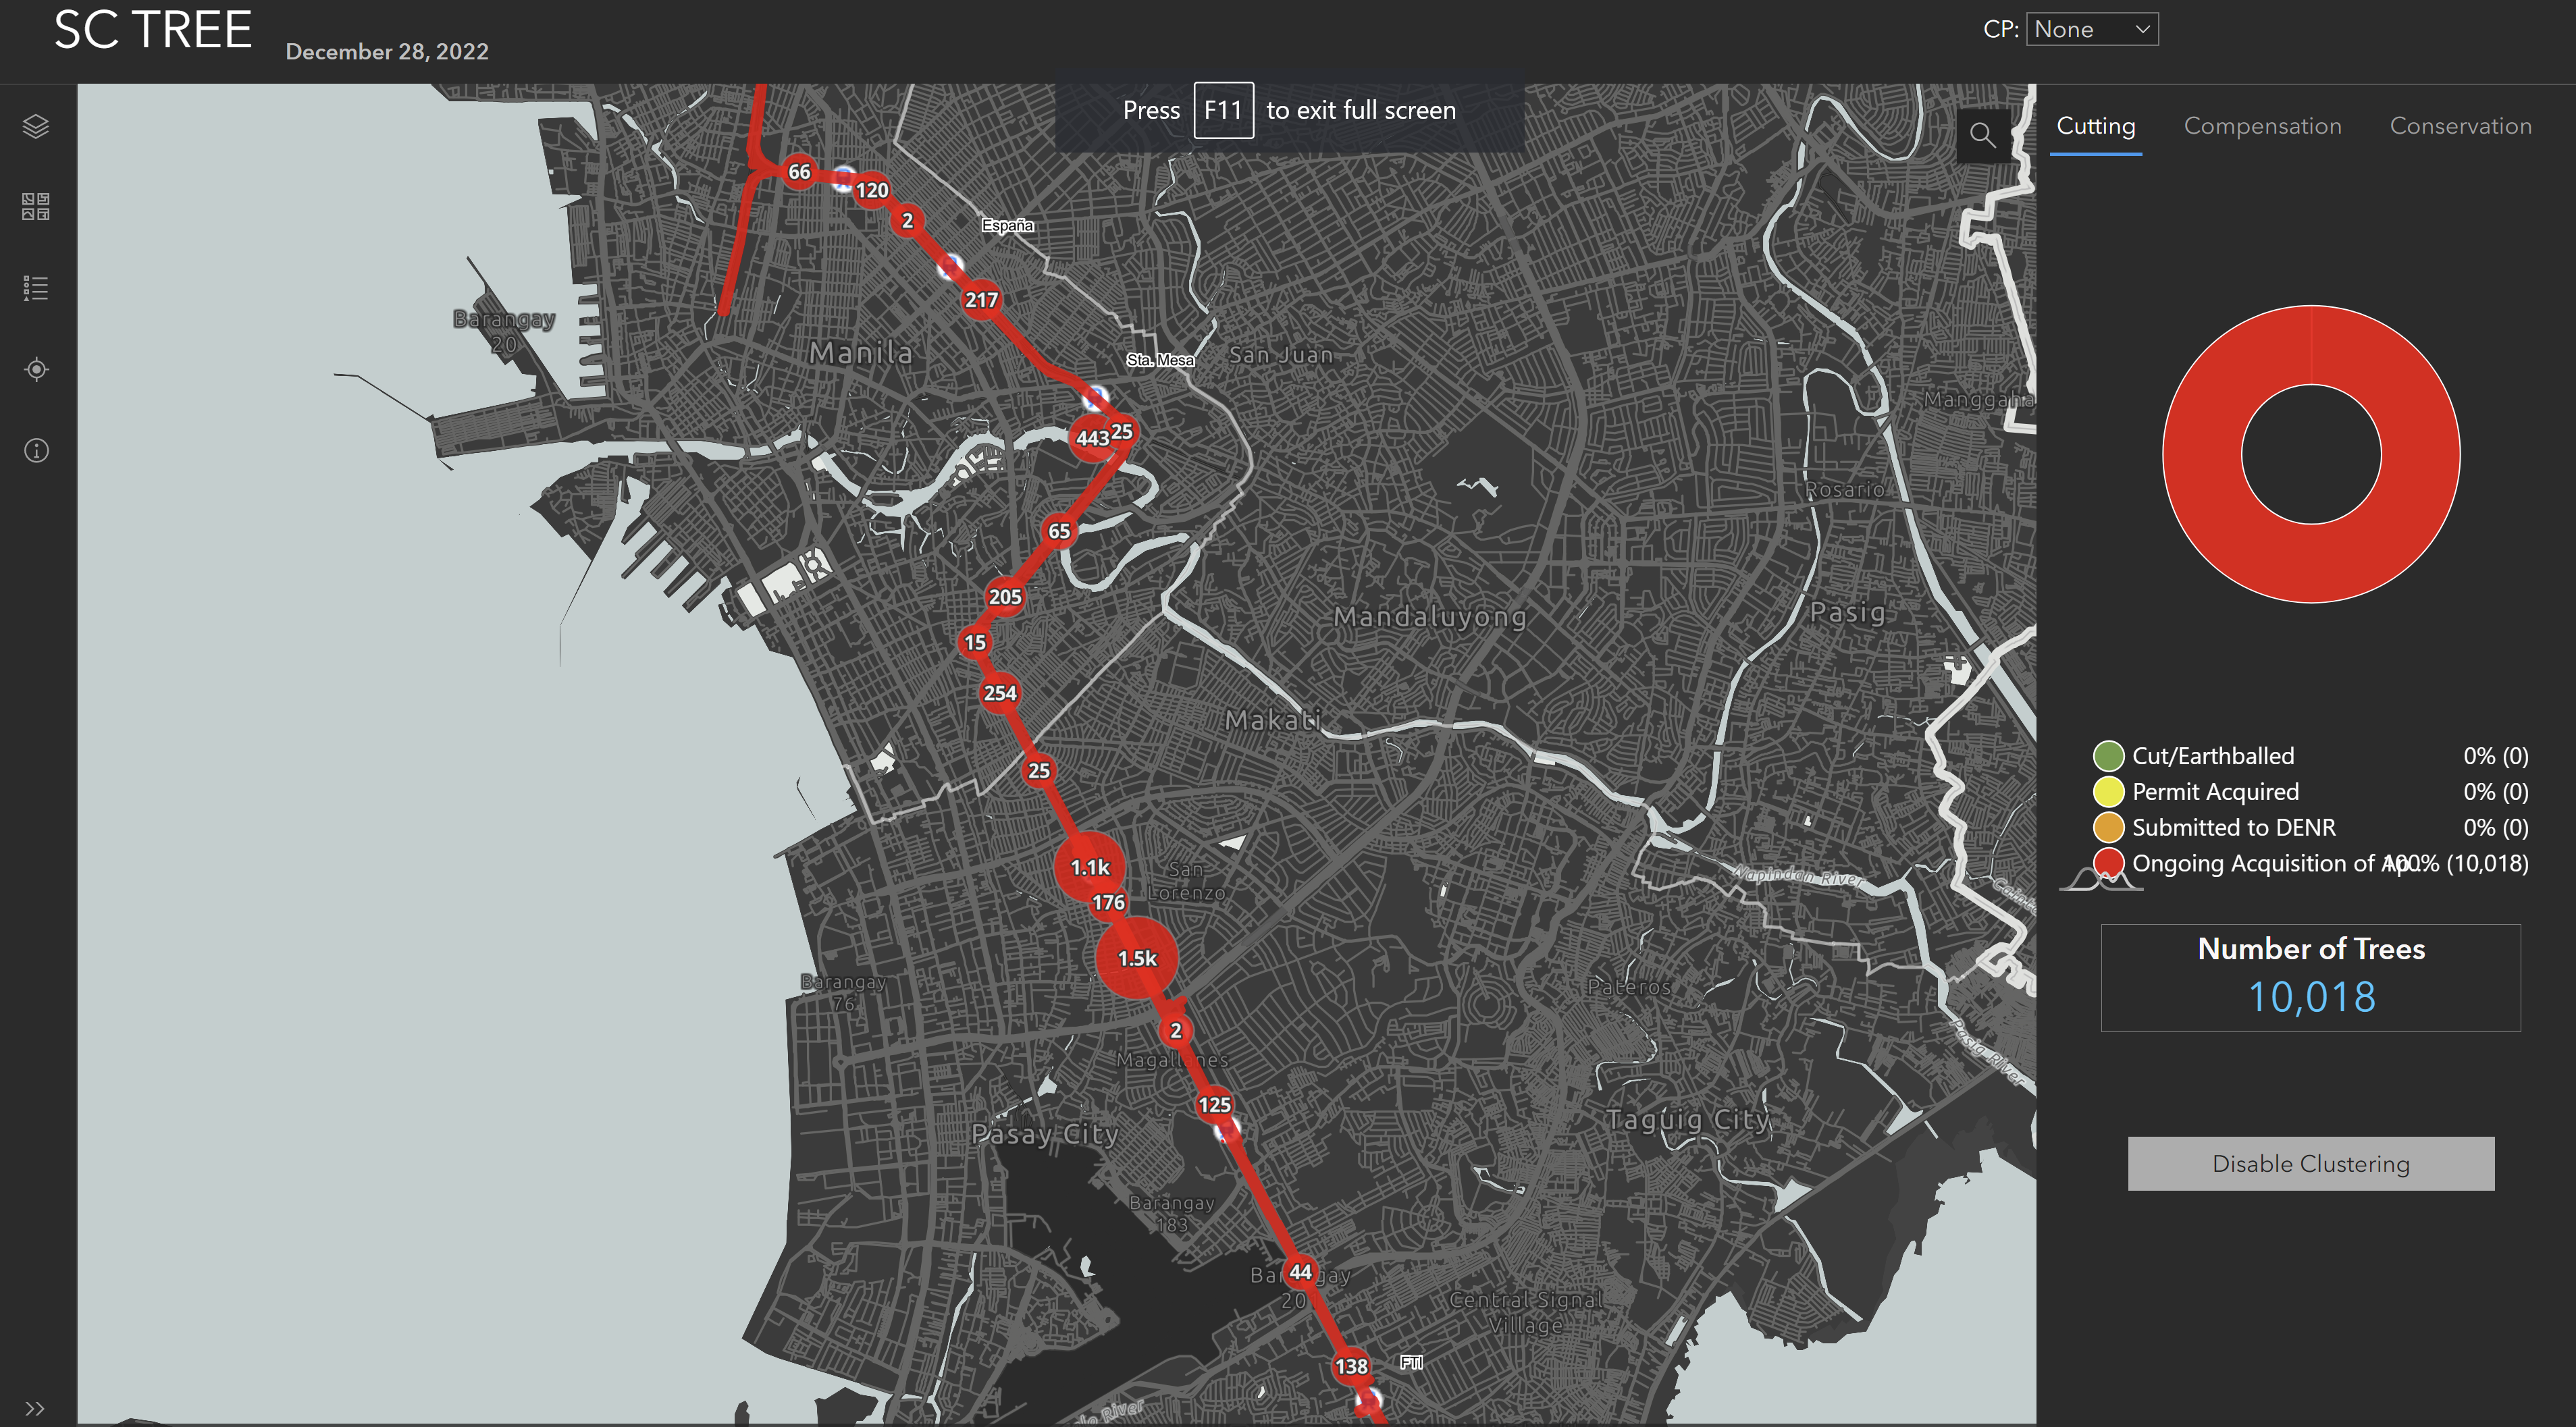 SC TREE
December 28, 2022
CP: None
Press F11 to exit full screen
Cutting
Compensation
Conservation
66
120
2
España
217
Barangay
20
Manila
Sta. Mesa
San Juan
Manggaha
443
25
Rosario
65
205
Mandaluyong
Pasig
15
254
Makati
25
1.1k
San
Lorenzo
176
Napindan River
1.5k
Barangay
76
Pateros
2
Magallanes
Pasig River
125
Pasay City
Taguig City
Barangay
183
44
20
Central Signal
Village
138
FTI
River
Cut/Earthballed 0% (0)
Permit Acquired 0% (0)
Submitted to DENR 0% (0)
Ongoing Acquisition of 100% (10,018)
Number of Trees
10,018
Disable Clustering